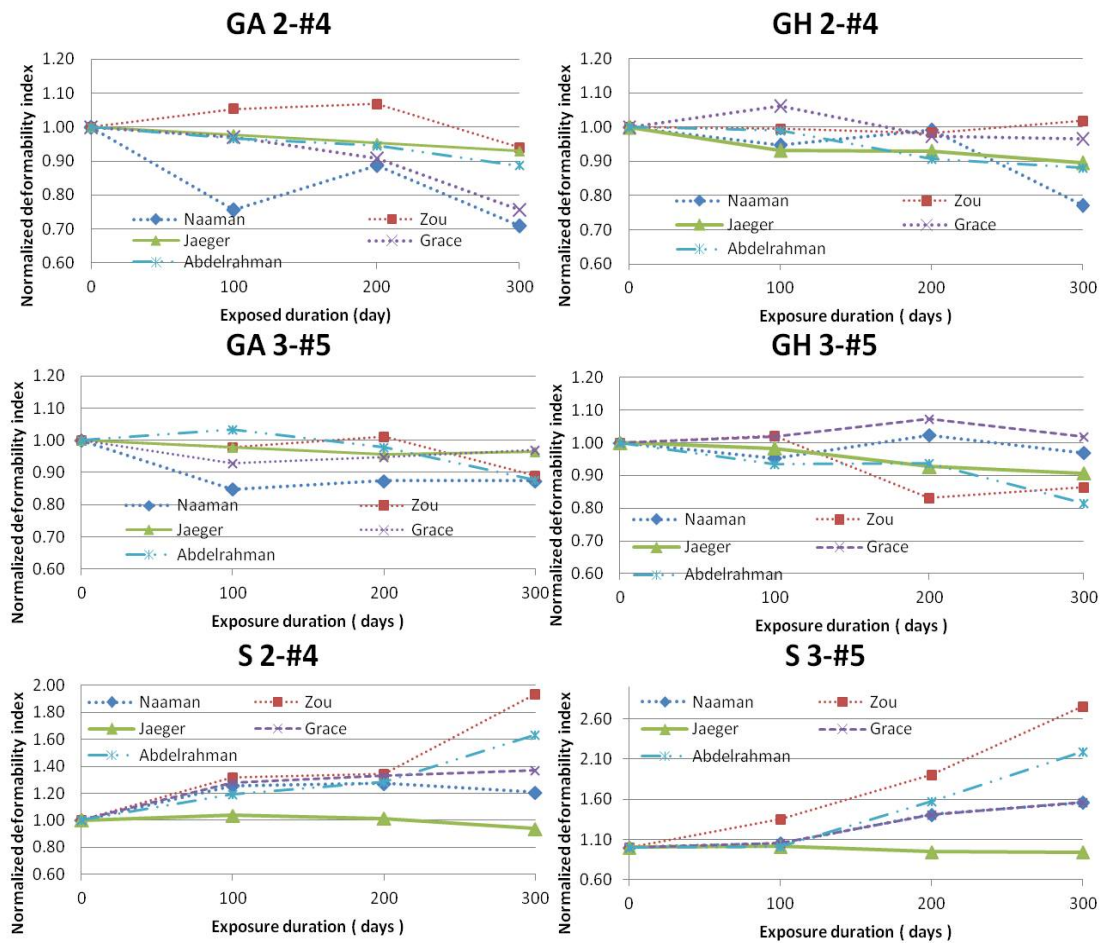 GA 2-#4
Normalized deformability index
1.20
1.10
1.00
0.90
0.80
0.70
0.60
Naaman
Zou
Jaeger
Grace
Abdelrahman
0 100 200 300
Exposed duration (day)
GH 2-#4
Normalized deformability index
1.20
1.10
1.00
0.90
0.80
0.70
0.60
Naaman
Zou
Jaeger
Grace
Abdelrahman
0 100 200 300
Exposure duration ( days )
GA 3-#5
Normalized deformability index
1.20
1.10
1.00
0.90
0.80
0.70
0.60
Naaman
Zou
Jaeger
Grace
Abdelrahman
0 100 200 300
Exposure duration ( days )
GH 3-#5
Normalized deformability index
1.20
1.10
1.00
0.90
0.80
0.70
0.60
Naaman
Zou
Jaeger
Grace
Abdelrahman
0 100 200 300
Exposure duration ( days )
S 2-#4
Normalized deformability index
2.00
1.80
1.60
1.40
1.20
1.00
0.80
0.60
Naaman
Zou
Jaeger
Grace
Abdelrahman
0 100 200 300
Exposure duration ( days )
S 3-#5
Normalized deformability index
2.60
2.10
1.60
1.10
0.60
Naaman
Zou
Jaeger
Grace
Abdelrahman
0 100 200 300
Exposure duration ( days )